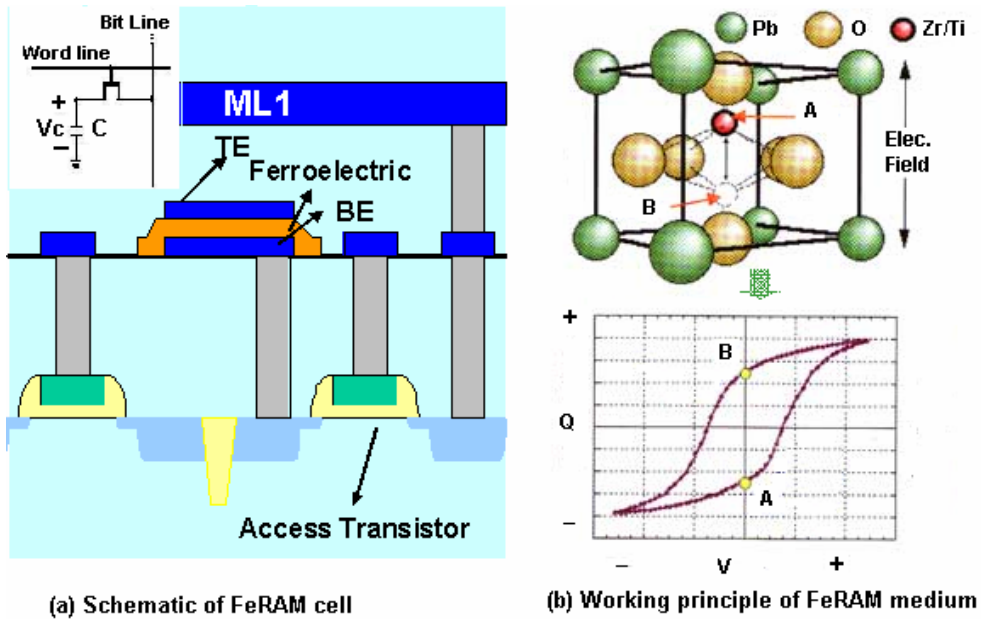 Bit Line
Word line
+
Vc
C
−
ML1
TE
Ferroelectric
BE
Access Transistor
(a) Schematic of FeRAM cell
Pb O Zr/Ti
A
Elec.
Field
B
+
B
Q
A
−
− V +
(b) Working principle of FeRAM medium